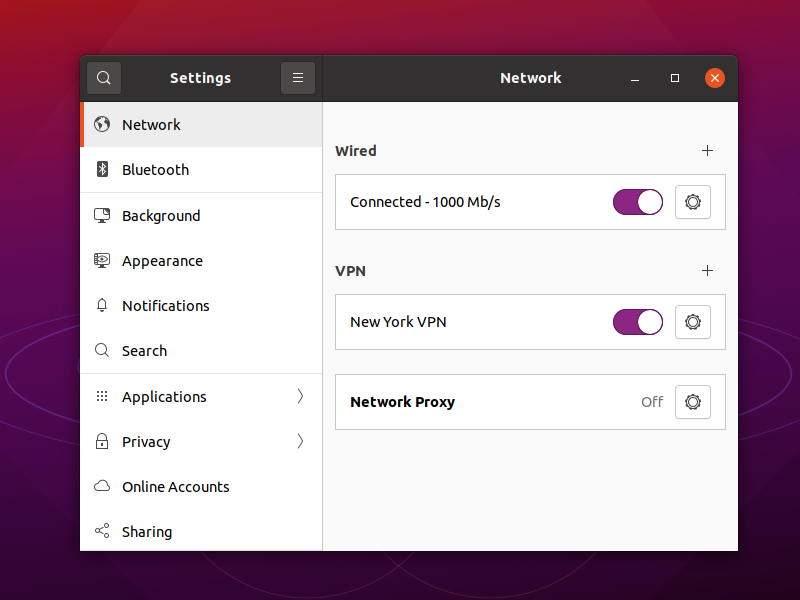 Settings
Network
Network
Bluetooth
Background
Appearance
Notifications
Search
Applications
Privacy
Online Accounts
Sharing
Wired
Connected - 1000 Mb/s
VPN
New York VPN
Network Proxy
Off